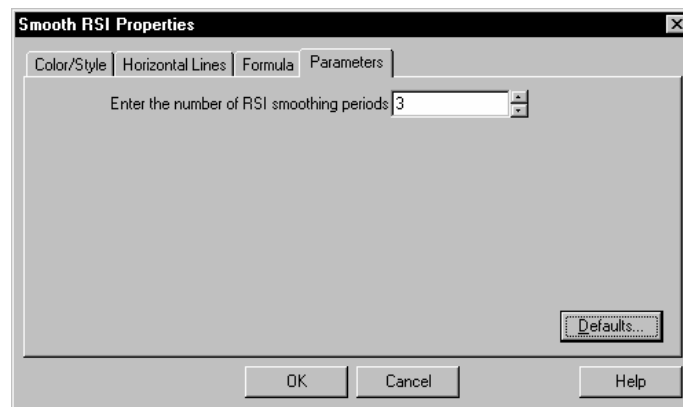 Smooth RSI Properties
Color/Style Horizontal Lines Formula Parameters
Enter the number of RSI smoothing periods 3
Defaults...
OK Cancel Help